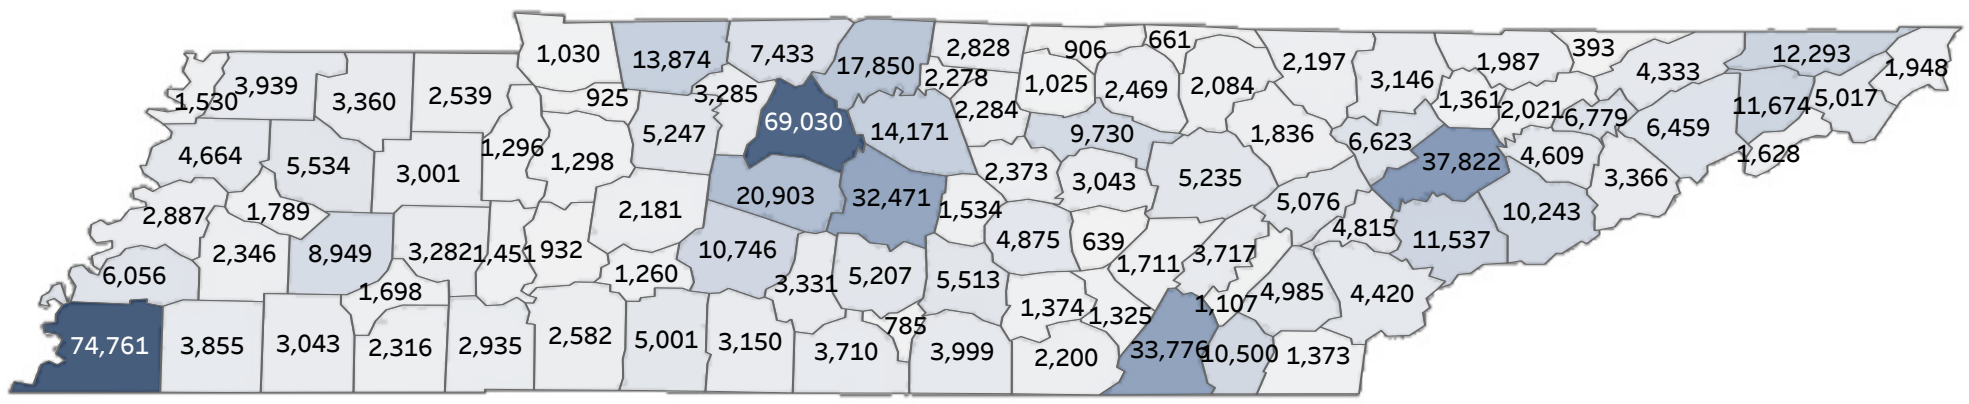 1,030 13,874 7,433 17,850 2,828 906 661 2,197 1,987 393 12,293
1,530 3,939 3,360 2,539 925 3,285 2,278 1,025 2,469 2,084 3,146 4,333 1,948
69,030 14,171 2,284 1,361 2,021 6,779 11,674 5,017
4,664 5,534 3,001 1,296 1,298 5,247 9,730 1,836 6,623 37,822 4,609 6,459 1,628
2,887 1,789 2,181 20,903 32,471 1,534 2,373 3,043 5,235 5,076 3,366
2,346 8,949 3,282 1,451 932 10,746 4,875 639 4,815 11,537 10,243
6,056 1,698 1,260 3,331 5,207 5,513 1,711 3,717
1,374 1,325 1,107 4,985 4,420
74,761 3,855 3,043 2,316 2,935 2,582 5,001 3,150 3,710 785 3,999 2,200 33,776 10,500 1,373